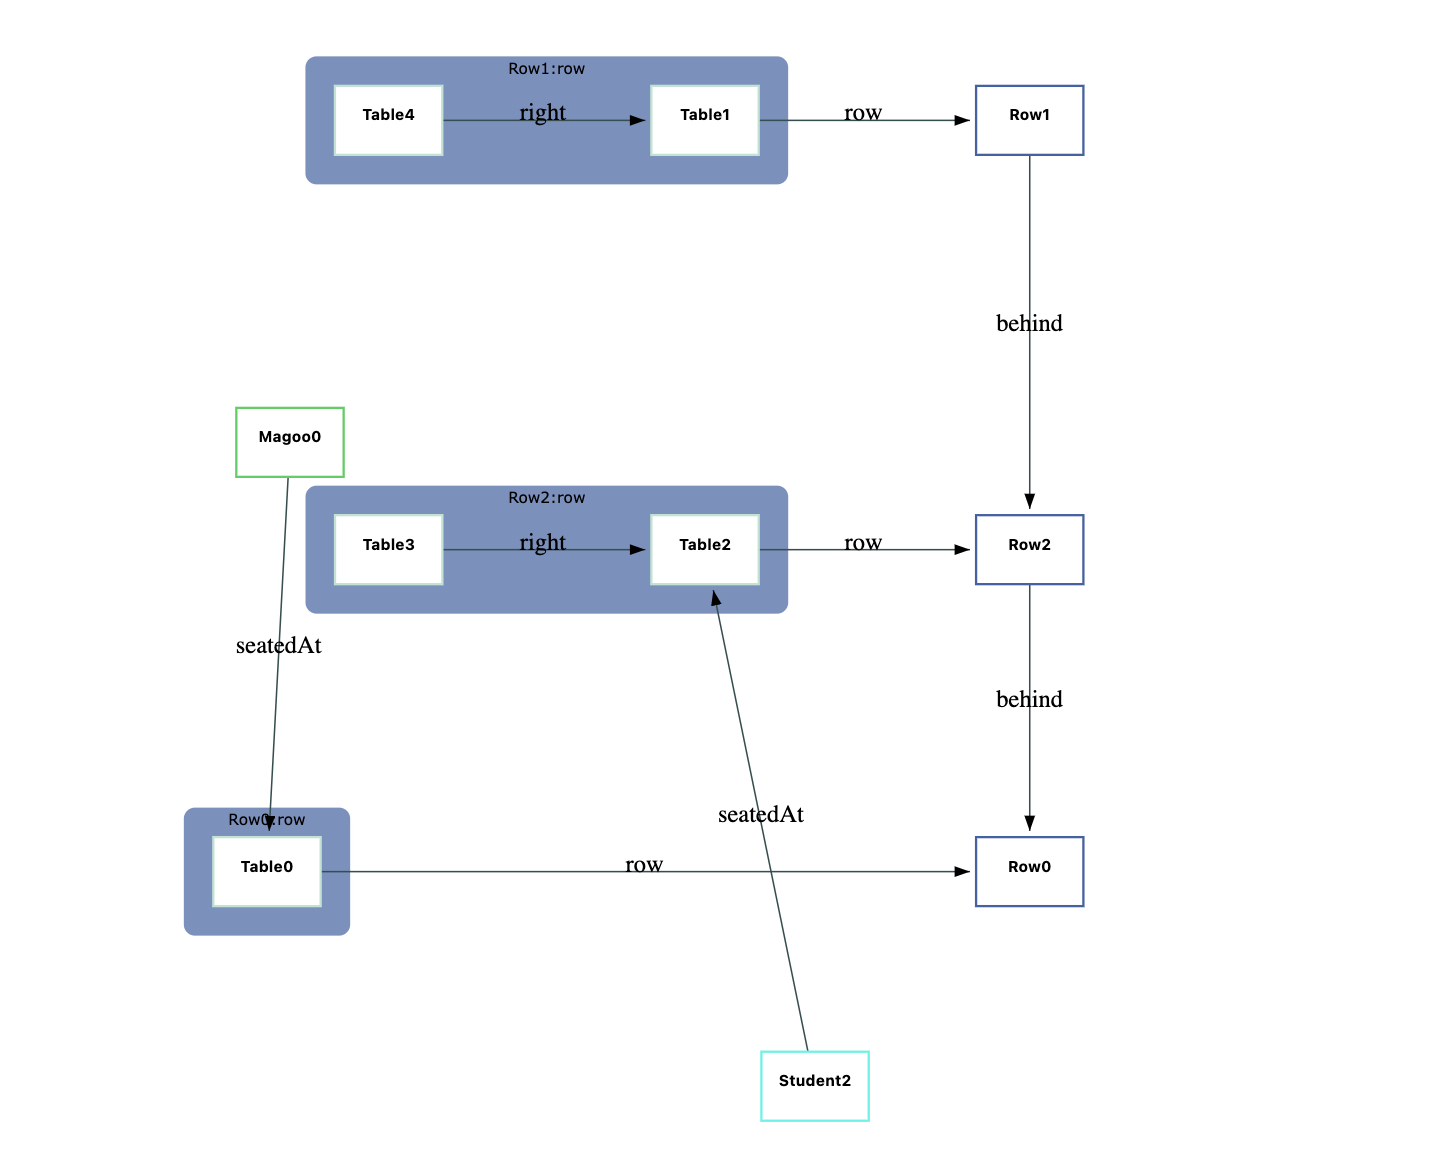 Row1:row
Table4
right
Table1
row
Row1
behind
Magoo0
Row2:row
Table3
right
Table2
row
Row2
seatedAt
behind
seatedAt
Row0:row
Table0
row
Row0
Student2